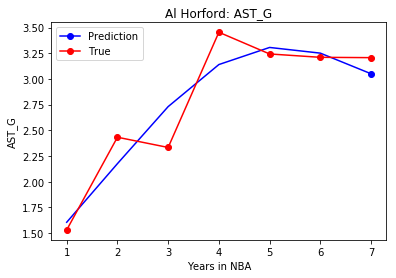 Al Horford: AST_G
Prediction
True
3.50
3.25
3.00
2.75
2.50
2.25
2.00
1.75
1.50
AST_G
1 2 3 4 5 6 7
Years in NBA